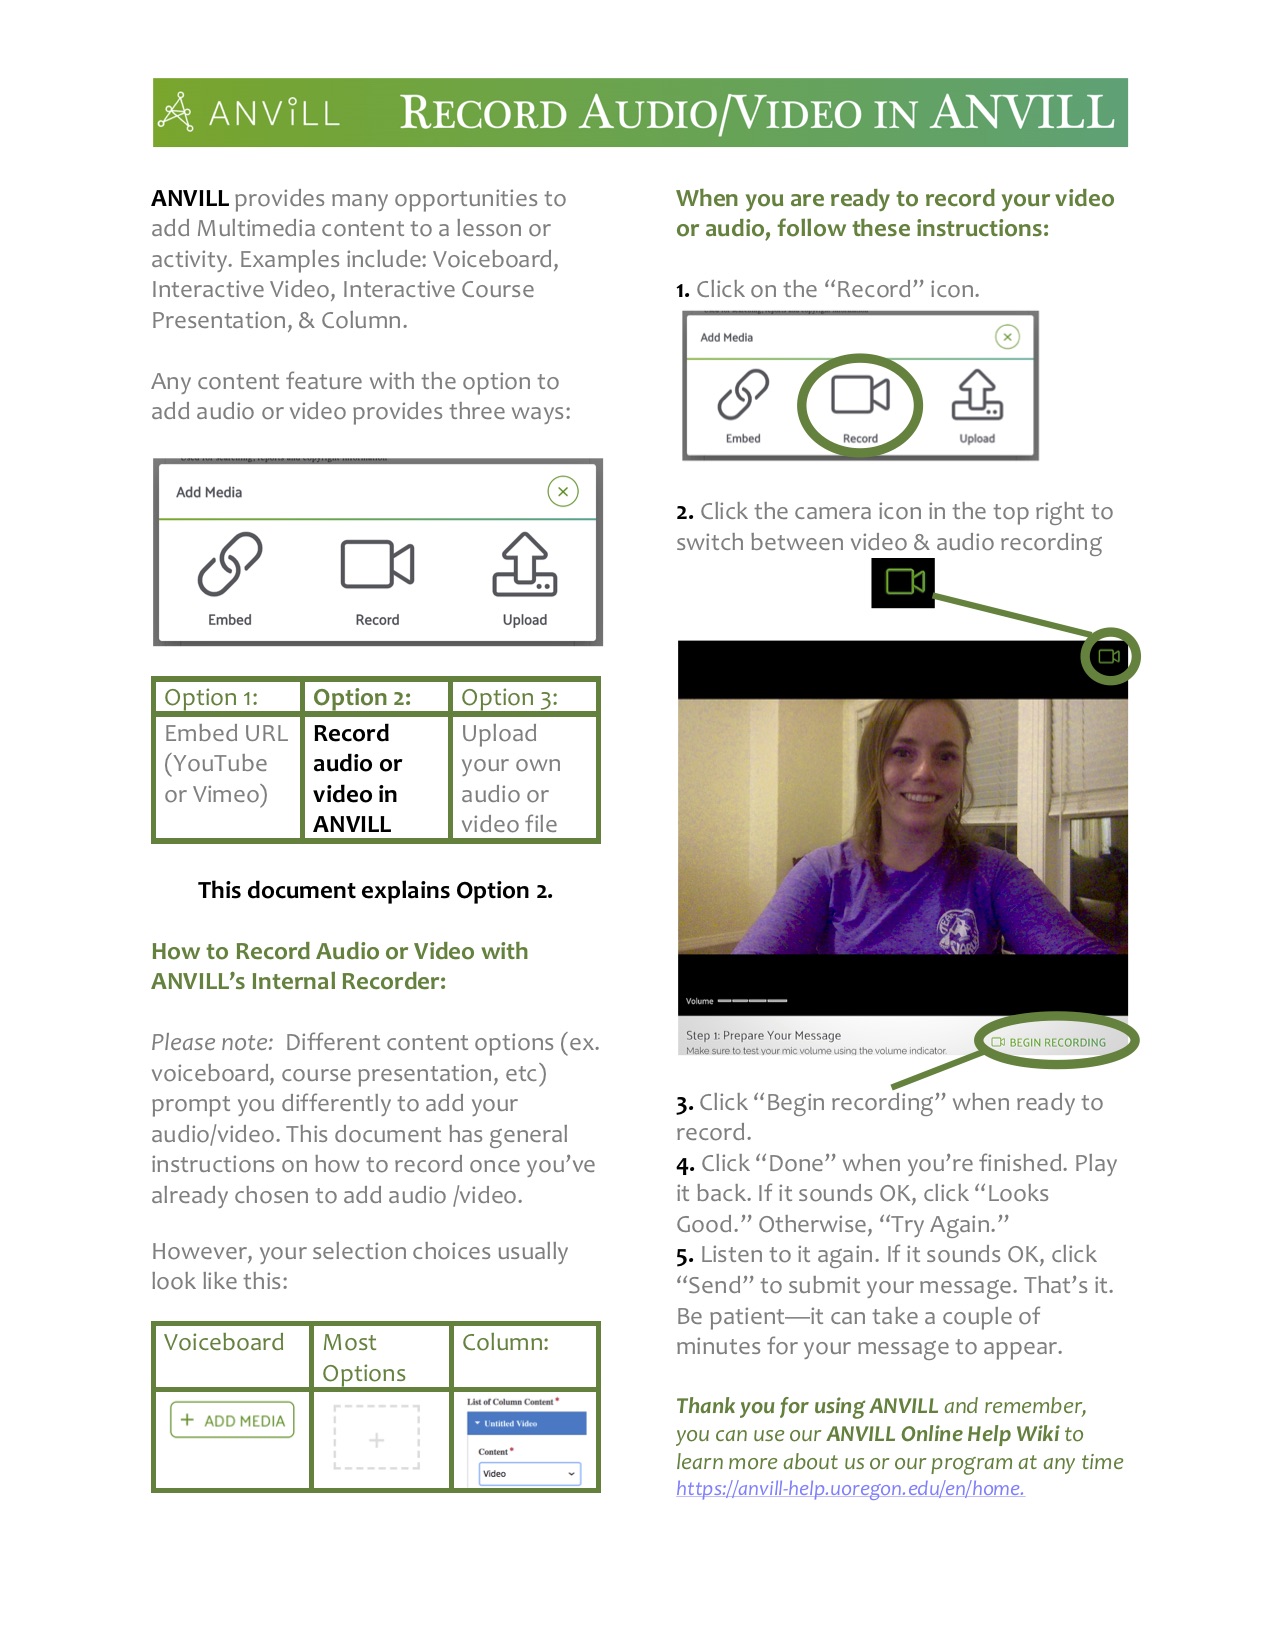 ANViLL
RECORD AUDIO/VIDEO IN ANVILL
ANVILL provides many opportunities to
add Multimedia content to a lesson or
activity. Examples include: Voiceboard,
Interactive Video, Interactive Course
Presentation, & Column.
Any content feature with the option to
add audio or video provides three ways:
Used for searching, reports and copyright information
Add Media
Embed
Record
Upload
Option 1:
Option 2:
Option 3:
Embed URL
(YouTube
or Vimeo)
Record
audio or
video in
ANVILL
Upload
your own
audio or
video file
This document explains Option 2.
How to Record Audio or Video with
ANVILL’s Internal Recorder:
Please note:  Different content options (ex.
voiceboard, course presentation, etc)
prompt you differently to add your
audio/video. This document has general
instructions on how to record once you’ve
already chosen to add audio /video.
However, your selection choices usually
look like this:
Voiceboard
Most
Options
Column:
+ ADD MEDIA
+
List of Column Content *
Untitled Video
Content *
Video
When you are ready to record your video
or audio, follow these instructions:
1. Click on the “Record” icon.
Add Media
Embed
Record
Upload
2. Click the camera icon in the top right to
switch between video & audio recording
Volume
Step 1: Prepare Your Message
Make sure to test your mic volume using the volume indicator.
BEGIN RECORDING
3. Click “Begin recording” when ready to
record.
4. Click “Done” when you’re finished. Play
it back. If it sounds OK, click “Looks
Good.” Otherwise, “Try Again.”
5. Listen to it again. If it sounds OK, click
“Send” to submit your message. That’s it.
Be patient—it can take a couple of
minutes for your message to appear.
Thank you for using ANVILL and remember,
you can use our ANVILL Online Help Wiki to
learn more about us or our program at any time
https://anvill-help.uoregon.edu/en/home.